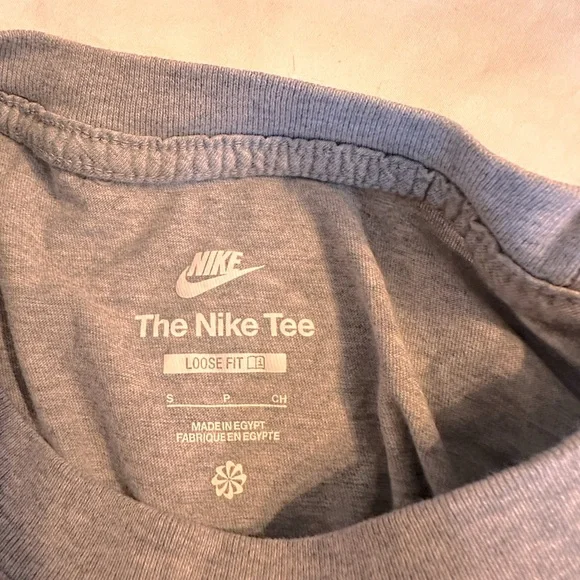 NIKE
The Nike Tee
LOOSE FIT
S P CH
MADE IN EGYPT
FABRIQUE EN EGYPTE